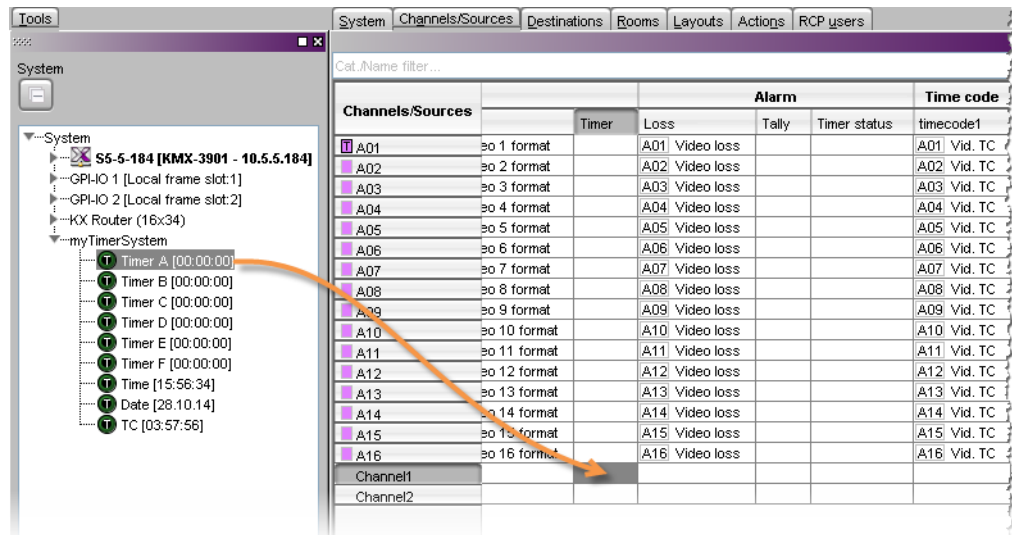 Tools
System
System
S5-5-184 [KMX-3901 - 10.5.5.184]
GPI-IO 1 [Local frame slot:1]
GPI-IO 2 [Local frame slot:2]
KX Router (16x34)
myTimerSystem
Timer A [00:00:00]
Timer B [00:00:00]
Timer C [00:00:00]
Timer D [00:00:00]
Timer E [00:00:00]
Timer F [00:00:00]
Time [15:56:34]
Date [28.10.14]
TC [03:57:56]
System Channels/Sources Destinations Rooms Layouts Actions RCP users
Cat./Name filter...
Channels/Sources Alarm Time code
Timer Loss Tally Timer status timecode1
T A01 eo 1 format A01 Video loss A01 Vid. TC
A02 eo 2 format A02 Video loss A02 Vid. TC
A03 eo 3 format A03 Video loss A03 Vid. TC
A04 eo 4 format A04 Video loss A04 Vid. TC
A05 eo 5 format A05 Video loss A05 Vid. TC
A06 eo 6 format A06 Video loss A06 Vid. TC
A07 eo 7 format A07 Video loss A07 Vid. TC
A08 eo 8 format A08 Video loss A08 Vid. TC
A09 eo 9 format A09 Video loss A09 Vid. TC
A10 eo 10 format A10 Video loss A10 Vid. TC
A11 eo 11 format A11 Video loss A11 Vid. TC
A12 eo 12 format A12 Video loss A12 Vid. TC
A13 eo 13 format A13 Video loss A13 Vid. TC
A14 eo 14 format A14 Video loss A14 Vid. TC
A15 eo 15 format A15 Video loss A15 Vid. TC
A16 eo 16 format A16 Video loss A16 Vid. TC
Channel1
Channel2